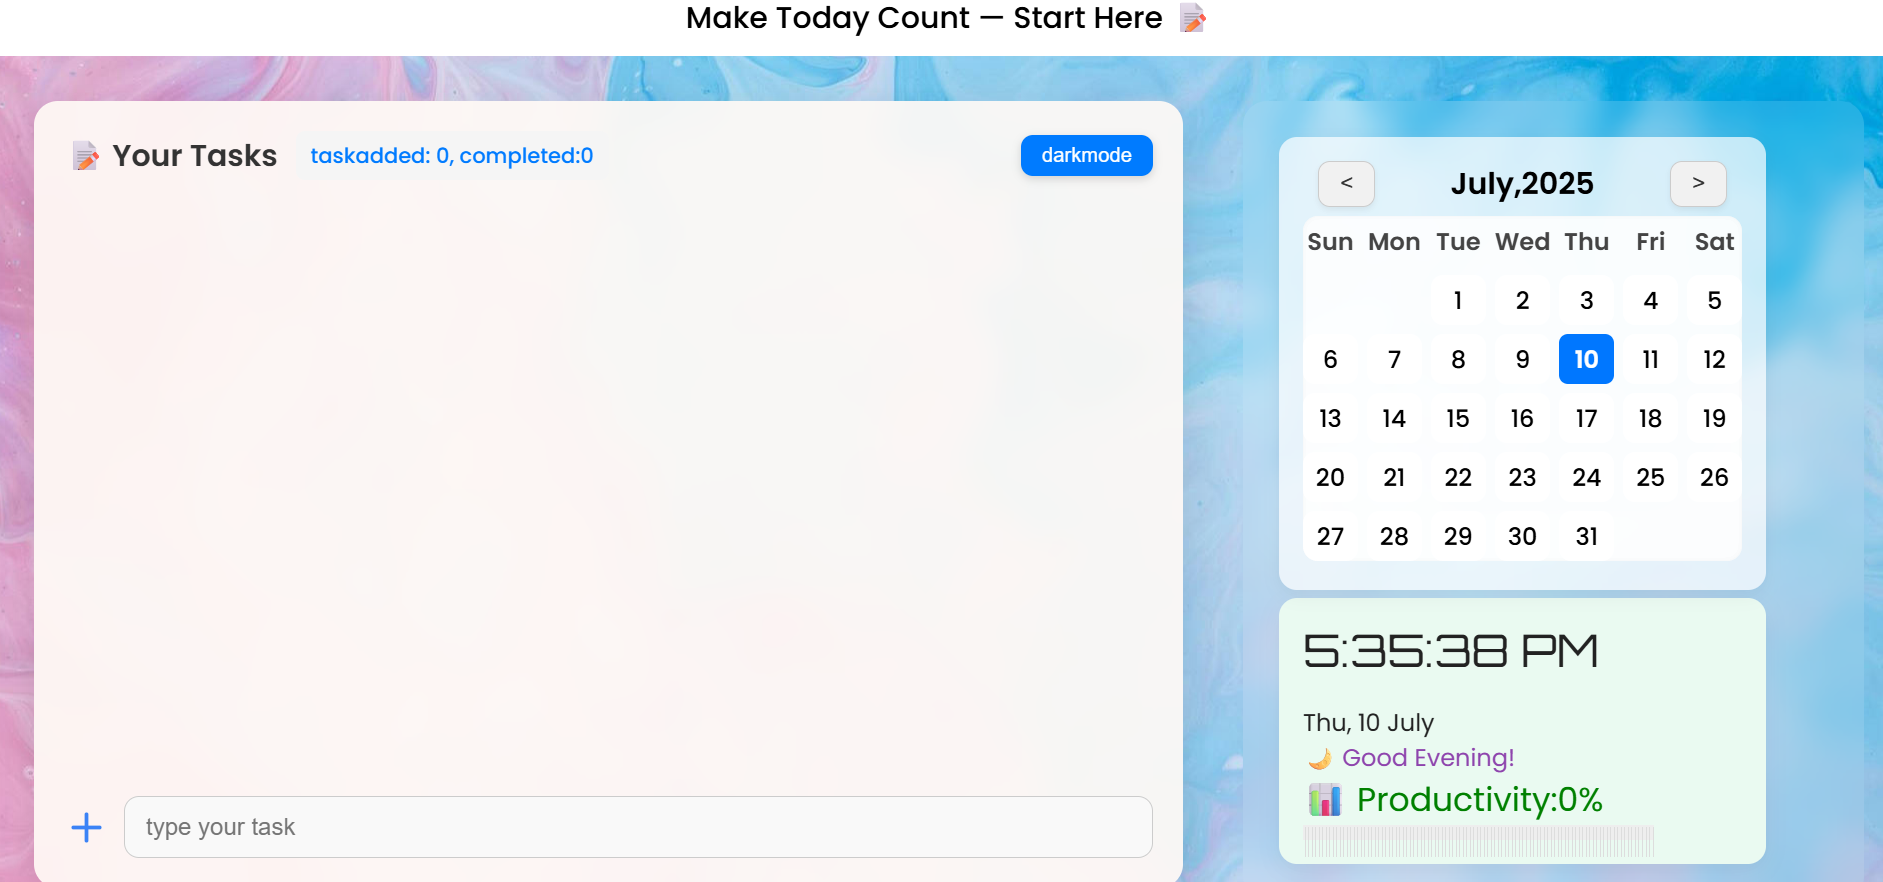 Make Today Count — Start Here 📝
📝 Your Tasks
taskadded: 0, completed:0
darkmode
type your task
< July,2025 >
Sun Mon Tue Wed Thu Fri Sat
1 2 3 4 5
6 7 8 9 10 11 12
13 14 15 16 17 18 19
20 21 22 23 24 25 26
27 28 29 30 31
5:35:38 PM
Thu, 10 July
🌙 Good Evening!
📊 Productivity:0%